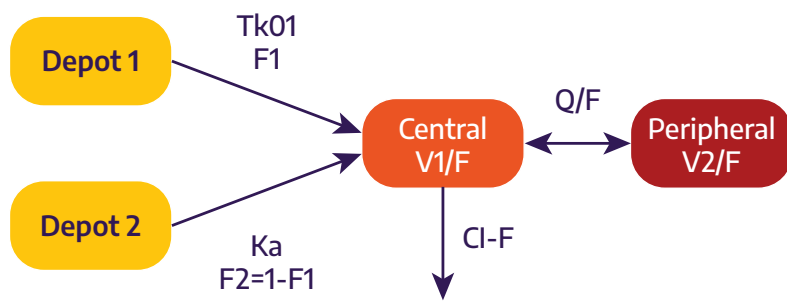 Tk01
F1
Depot 1
Q/F
Central
V1/F
Peripheral
V2/F
Depot 2
Ka
F2=1-F1
Cl-F